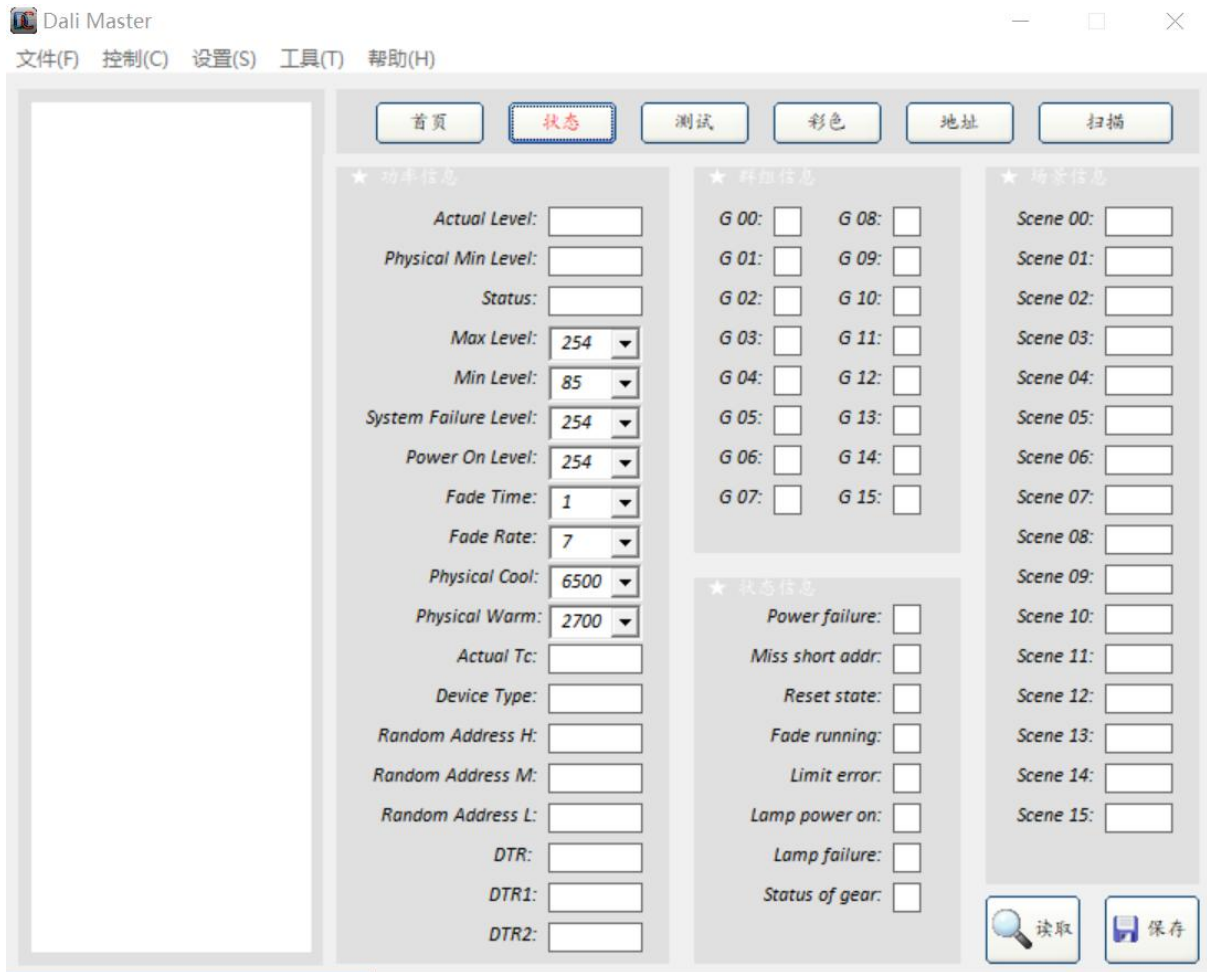 Dali Master
文件(F) 控制(C) 设置(S) 工具(T) 帮助(H)
首页 状态 测试 彩色 地址 扫描
★ 功率信息
Actual Level:
Physical Min Level:
Status:
Max Level: 254
Min Level: 85
System Failure Level: 254
Power On Level: 254
Fade Time: 1
Fade Rate: 7
Physical Cool: 6500
Physical Warm: 2700
Actual Tc:
Device Type:
Random Address H:
Random Address M:
Random Address L:
DTR:
DTR1:
DTR2:
★ 群组信息
G 00: G 08:
G 01: G 09:
G 02: G 10:
G 03: G 11:
G 04: G 12:
G 05: G 13:
G 06: G 14:
G 07: G 15:
★ 状态信息
Power failure:
Miss short addr:
Reset state:
Fade running:
Limit error:
Lamp power on:
Lamp failure:
Status of gear:
★ 场景信息
Scene 00:
Scene 01:
Scene 02:
Scene 03:
Scene 04:
Scene 05:
Scene 06:
Scene 07:
Scene 08:
Scene 09:
Scene 10:
Scene 11:
Scene 12:
Scene 13:
Scene 14:
Scene 15:
读取 保存